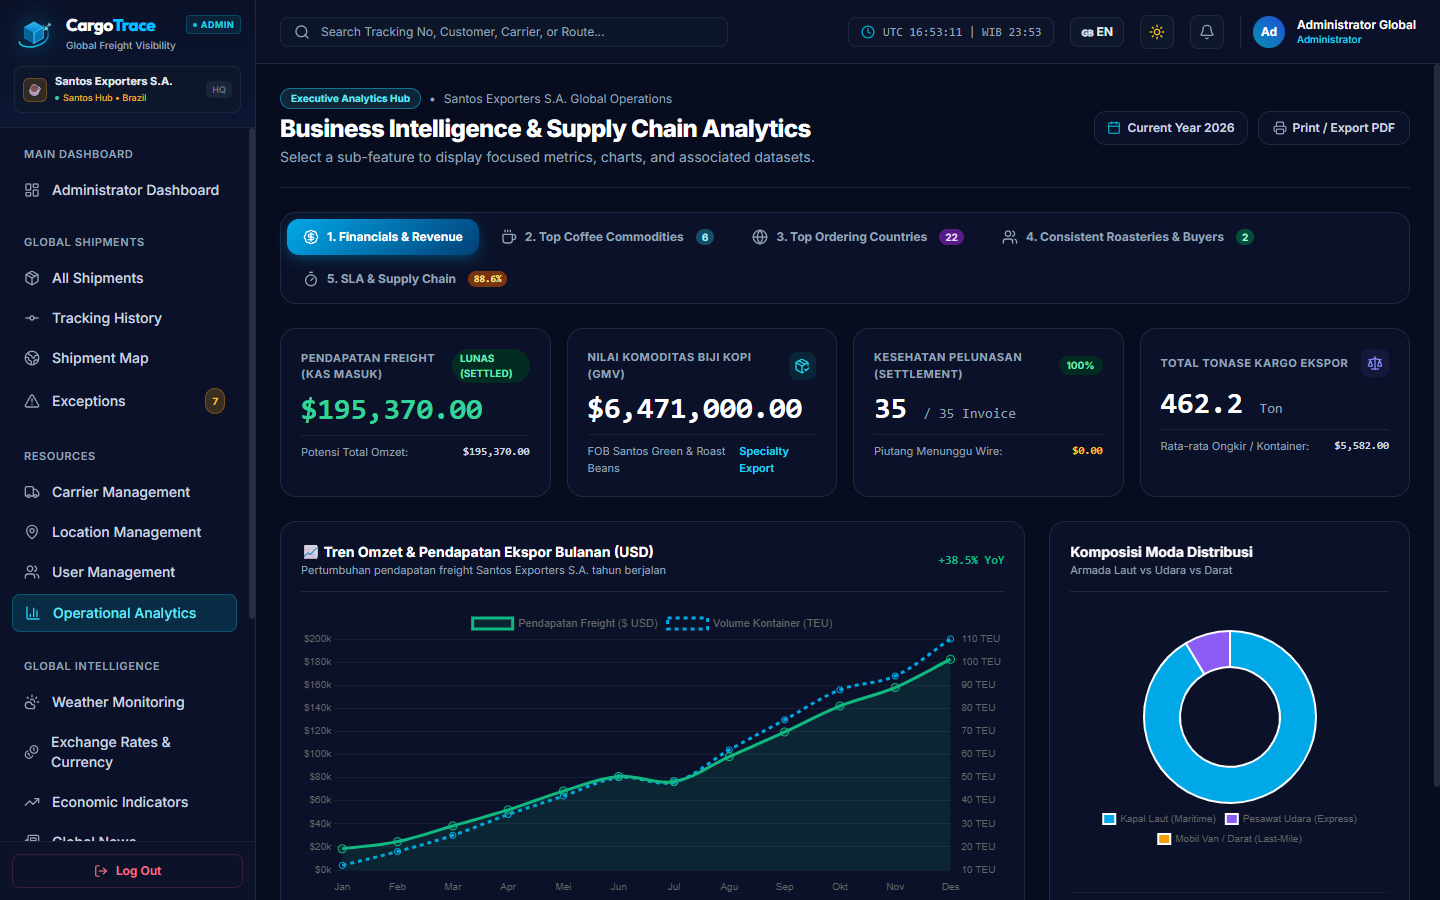 CargoTrace
ADMIN
Global Freight Visibility
Santos Exporters S.A.
Santos Hub • Brazil
HQ
MAIN DASHBOARD
Administrator Dashboard
GLOBAL SHIPMENTS
All Shipments
Tracking History
Shipment Map
Exceptions
7
RESOURCES
Carrier Management
Location Management
User Management
Operational Analytics
GLOBAL INTELLIGENCE
Weather Monitoring
Exchange Rates &
Currency
Economic Indicators
Global News
Log Out
Search Tracking No, Customer, Carrier, or Route...
UTC 16:53:11 | WIB 23:53
GB EN
Ad
Administrator Global
Administrator
Executive Analytics Hub • Santos Exporters S.A. Global Operations
Business Intelligence & Supply Chain Analytics
Select a sub-feature to display focused metrics, charts, and associated datasets.
Current Year 2026
Print / Export PDF
1. Financials & Revenue
2. Top Coffee Commodities 6
3. Top Ordering Countries 22
4. Consistent Roasteries & Buyers 2
5. SLA & Supply Chain 88.6%
PENDAPATAN FREIGHT
(KAS MASUK)
LUNAS
(SETTLED)
$195,370.00
Potensi Total Omzet: $195,370.00
NILAI KOMODITAS BIJI KOPI
(GMV)
$6,471,000.00
FOB Santos Green & Roast
Beans
Specialty
Export
KESEHATAN PELUNASAN
(SETTLEMENT)
100%
35 / 35 Invoice
Piutang Menunggu Wire: $0.00
TOTAL TONASE KARGO EKSPOR
462.2 Ton
Rata-rata Ongkir / Kontainer: $5,582.00
Tren Omzet & Pendapatan Ekspor Bulanan (USD)
Pertumbuhan pendapatan freight Santos Exporters S.A. tahun berjalan
+38.5% YoY
Pendapatan Freight ($ USD)
Volume Kontainer (TEU)
$200k
$180k
$160k
$140k
$120k
$100k
$80k
$60k
$40k
$20k
$0k
110 TEU
100 TEU
90 TEU
80 TEU
70 TEU
60 TEU
50 TEU
40 TEU
30 TEU
20 TEU
10 TEU
Jan Feb Mar Apr Mei Jun Jul Agu Sep Okt Nov Des
Komposisi Moda Distribusi
Armada Laut vs Udara vs Darat
Kapal Laut (Maritime)
Pesawat Udara (Express)
Mobil Van / Darat (Last-Mile)